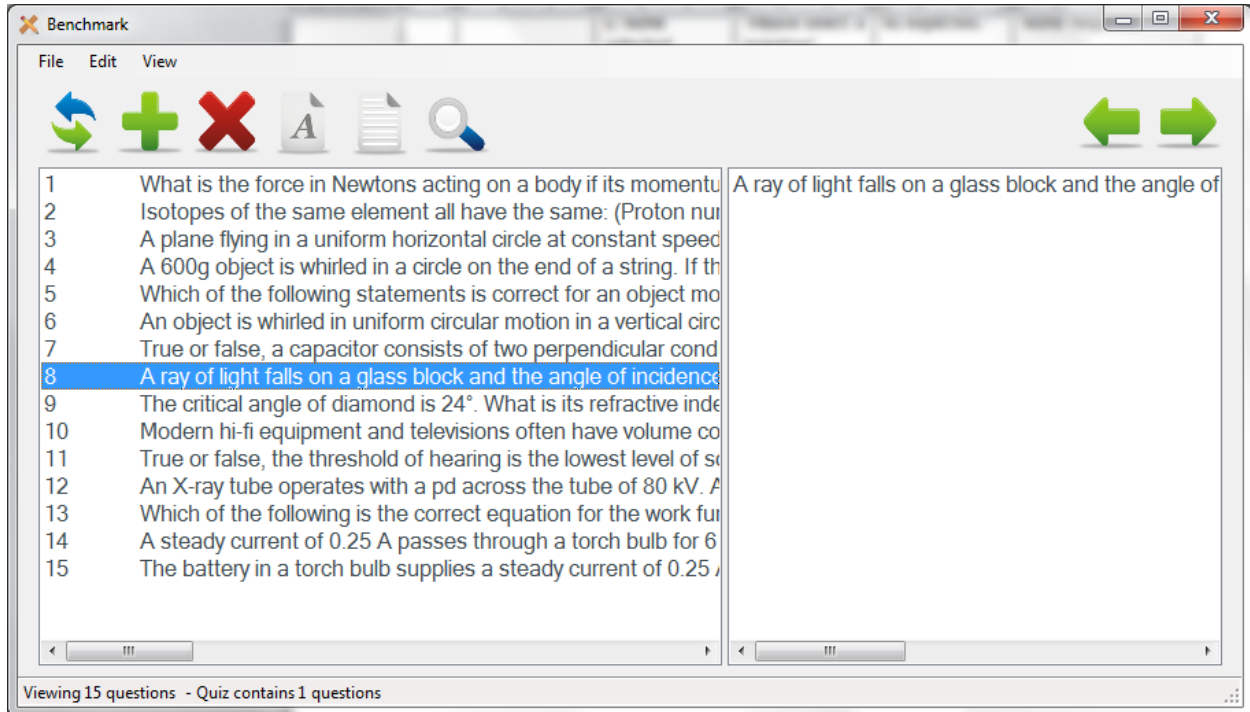 Benchmark
File Edit View
A
1 What is the force in Newtons acting on a body if its momentu
2 Isotopes of the same element all have the same: (Proton nur
3 A plane flying in a uniform horizontal circle at constant speed
4 A 600g object is whirled in a circle on the end of a string. If th
5 Which of the following statements is correct for an object mo
6 An object is whirled in uniform circular motion in a vertical circ
7 True or false, a capacitor consists of two perpendicular cond
8 A ray of light falls on a glass block and the angle of incidence
9 The critical angle of diamond is 24°. What is its refractive inde
10 Modern hi-fi equipment and televisions often have volume co
11 True or false, the threshold of hearing is the lowest level of so
12 An X-ray tube operates with a pd across the tube of 80 kV. A
13 Which of the following is the correct equation for the work fun
14 A steady current of 0.25 A passes through a torch bulb for 6
15 The battery in a torch bulb supplies a steady current of 0.25 A
A ray of light falls on a glass block and the angle of
Viewing 15 questions - Quiz contains 1 questions